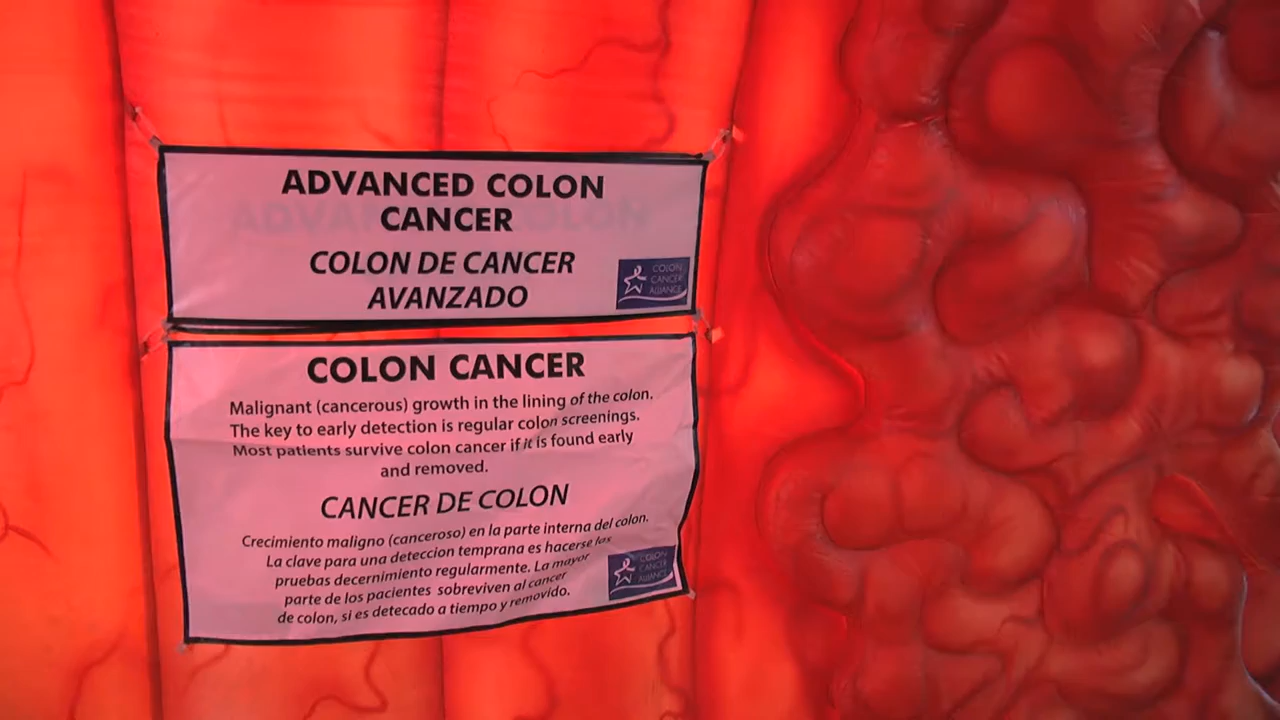 ADVANCED COLON
CANCER
COLON DE CANCER
AVANZADO
COLON
CANCER
ALLIANCE
COLON CANCER
Malignant (cancerous) growth in the lining of the colon.
The key to early detection is regular colon screenings.
Most patients survive colon cancer if it is found early
and removed.
CANCER DE COLON
Crecimiento maligno (canceroso) en la parte interna del colon.
La clave para una deteccion temprana es hacerse las
pruebas decernimiento regularmente. La mayor
parte de los pacientes sobreviven al cancer
de colon, si es detecado a tiempo y removido.
COLON
CANCER
ALLIANCE